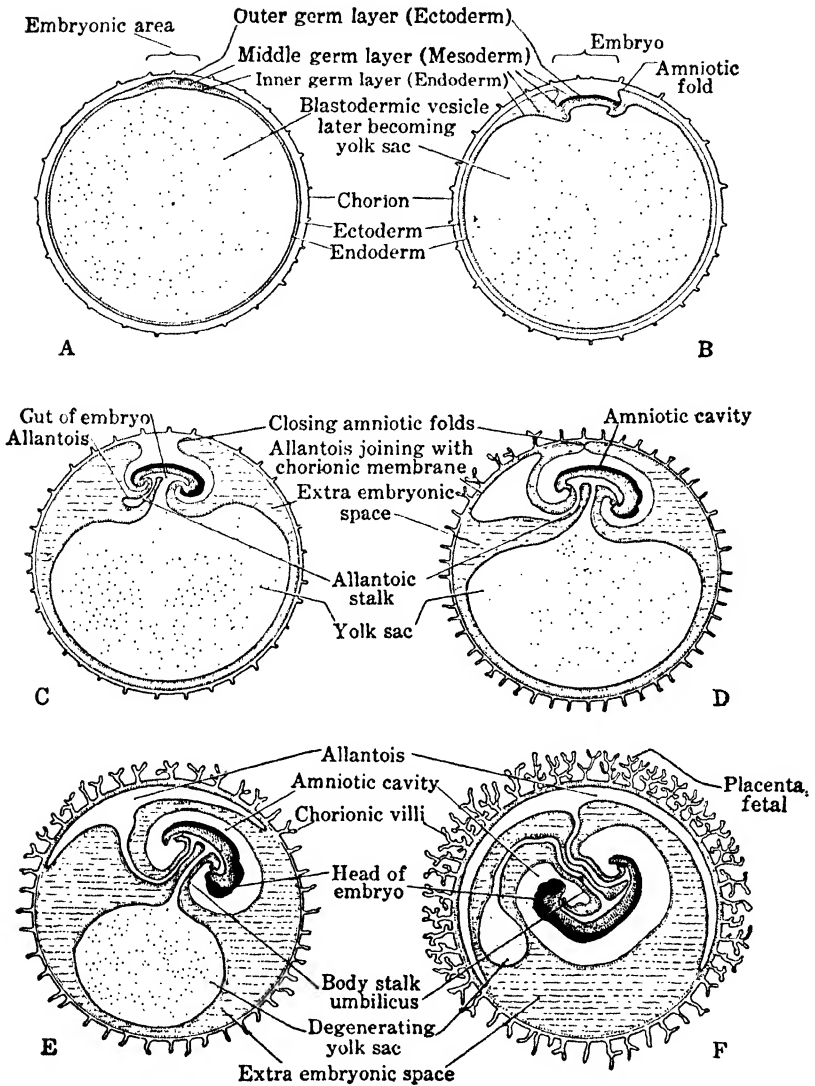 Outer germ layer (Ectoderm)
Embryonic area
Middle germ layer (Mesoderm)
Embryo
Inner germ layer (Endoderm)
Amniotic
fold
Blastodermic vesicle
later becoming
yolk sac
Chorion
Ectoderm
Endoderm
A
B
Gut of embryo
Allantois
Closing amniotic folds
Amniotic cavity
Allantois joining with
chorionic membrane
Extra embryonic
space
Allantoic
stalk
Yolk sac
C
D
Allantois
Amniotic cavity
Placenta,
fetal
Chorionic villi
Head of
embryo
Body stalk
umbilicus
Degenerating
yolk sac
E
F
Extra embryonic space